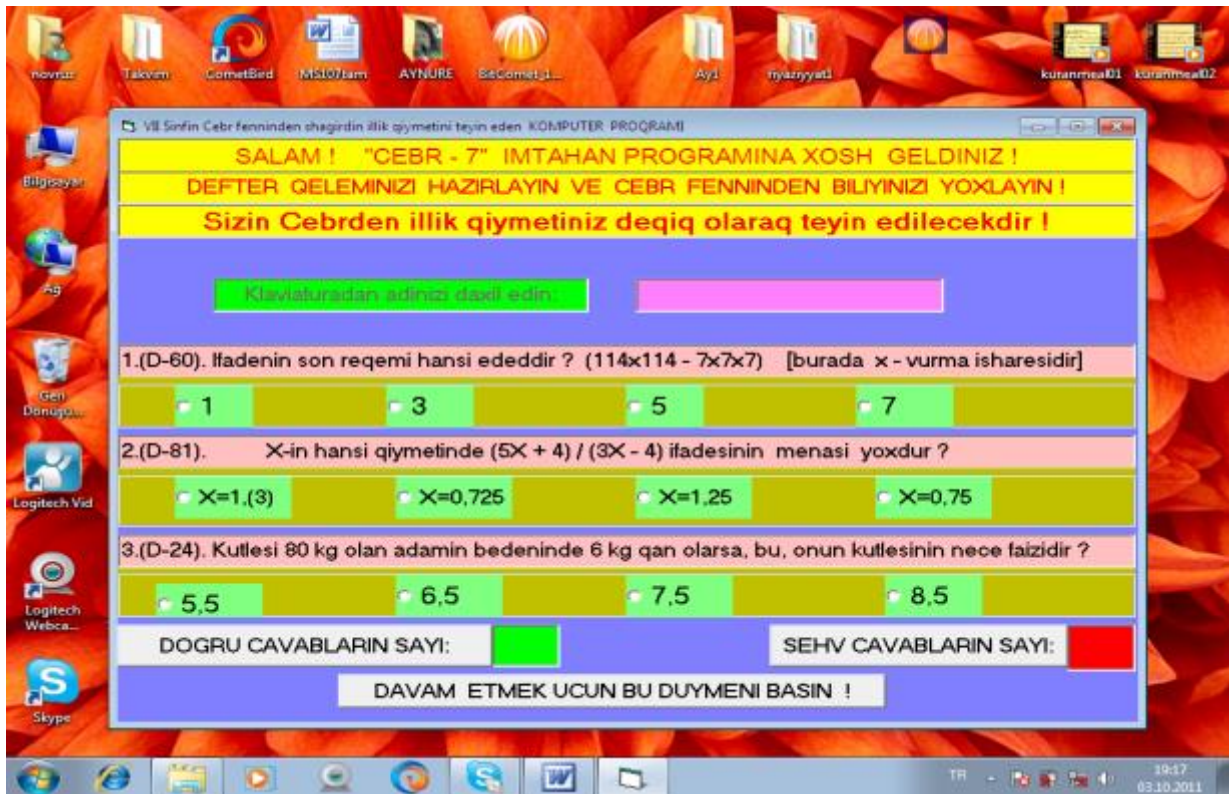 novruz
Takvim
CometBird
MS107tam
AYNURE
BitComet_1...
Ay1
riyaziyyat1
kuranmeal01
kuranmeal02
Bilgisayar
Ag
Geri Dönüşü...
Logitech Vid
Logitech Webca...
Skype
VII Sinfin Cebr fenninden shagirdin illik qiymetini teyin eden KOMPUTER PROQRAMI
SALAM ! "CEBR - 7" IMTAHAN PROGRAMINA XOSH GELDINIZ !
DEFTER QELEMINIZI HAZIRLAYIN VE CEBR FENNINDEN BILIYINIZI YOXLAYIN !
Sizin Cebrden illik qiymetiniz deqiq olaraq teyin edilecekdir !
Klaviaturadan adinizi daxil edin:
1.(D-60). Ifadenin son reqemi hansi ededdir ? (114x114 - 7x7x7) [burada x - vurma isharesidir]
1 3 5 7
2.(D-81). X-in hansi qiymetinde (5X + 4) / (3X - 4) ifadesinin menasi yoxdur ?
X=1,(3) X=0,725 X=1,25 X=0,75
3.(D-24). Kutlesi 80 kg olan adamin bedeninde 6 kg qan olarsa, bu, onun kutlesinin nece faizidir ?
5,5 6,5 7,5 8,5
DOGRU CAVABLARIN SAYI: SEHV CAVABLARIN SAYI:
DAVAM ETMEK UCUN BU DUYMENI BASIN !
TR 19:17
03.10.2011